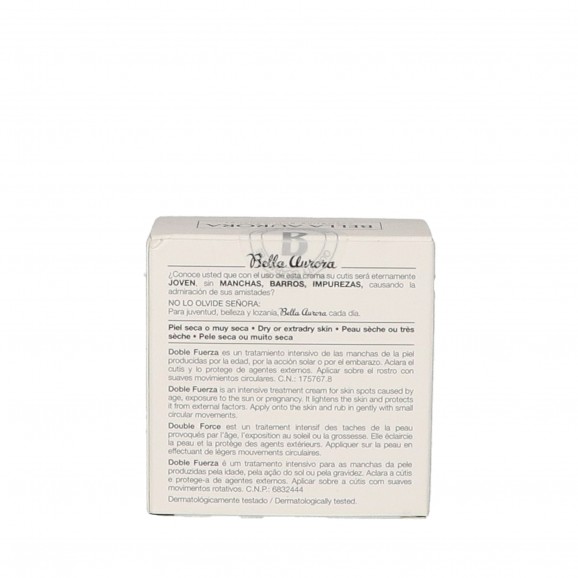 BELLA AURORA
B
Bella Aurora
¿Conoce usted que con el uso de esta crema su cutis será eternamente
JOVEN, sin MANCHAS, BARROS, IMPUREZAS, causando la
admiración de sus amistades?
NO LO OLVIDE SEÑORA:
Para juventud, belleza y lozanía, Bella Aurora cada día.
Piel seca o muy seca • Dry or extradry skin • Peau sèche ou très
sèche • Pele seca ou muito seca
Doble Fuerza es un tratamiento intensivo de las manchas de la piel
producidas por la edad, por la acción solar o por el embarazo. Aclara el
cutis y lo protege de agentes externos. Aplicar sobre el rostro con
suaves movimientos circulares. C.N.: 175767.8
Doble Fuerza is an intensive treatment cream for skin spots caused by
age, exposure to the sun or pregnancy. It lightens the skin and protects
it from external factors. Apply onto the skin and rub in gently with small
circular movements.
Double Force est un traitement intensif des taches de la peau
provoqués par l'âge, l'exposition au soleil ou la grossesse. Elle éclaircie
la peau et la protège des agents extérieurs. Appliquer sur la peau en
effectuant de légers mouvements circulaires.
Doble Fuerza é um tratamento intensivo para as manchas da pele
produzidas pela idade, pela ação do sol ou pela gravidez. Aclara a cútis
e protege-a de agentes externos. Aplicar sobre a cútis com suaves
movimentos rotativos. C.N.P.: 6832444
Dermatológicamente testado / Dermatologically tested.